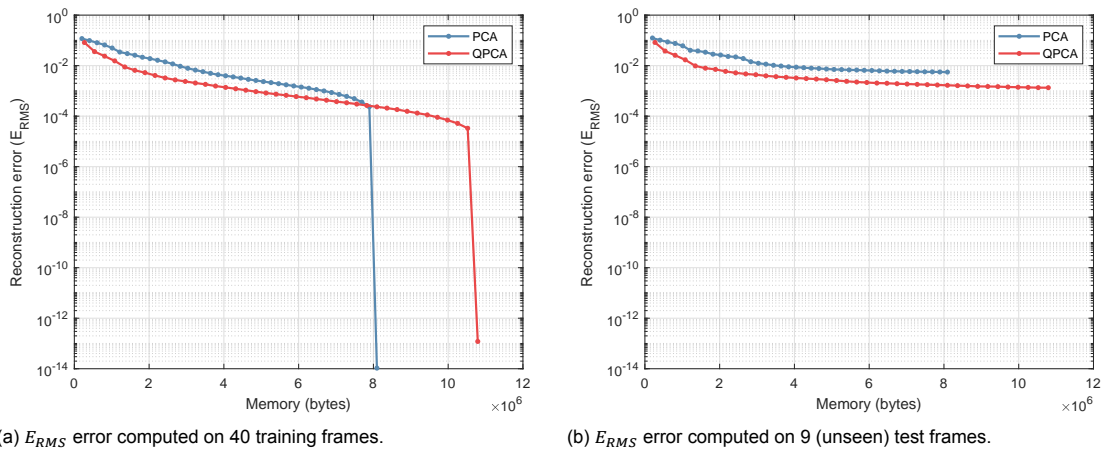 10^0
10^-2
10^-4
10^-6
10^-8
10^-10
10^-12
10^-14
Reconstruction error (E_RMS)
PCA
QPCA
0 2 4 6 8 10 12
Memory (bytes)
×10^6
(a) E_RMS error computed on 40 training frames.
10^0
10^-2
10^-4
10^-6
10^-8
10^-10
10^-12
10^-14
Reconstruction error (E_RMS)
PCA
QPCA
0 2 4 6 8 10 12
Memory (bytes)
×10^6
(b) E_RMS error computed on 9 (unseen) test frames.